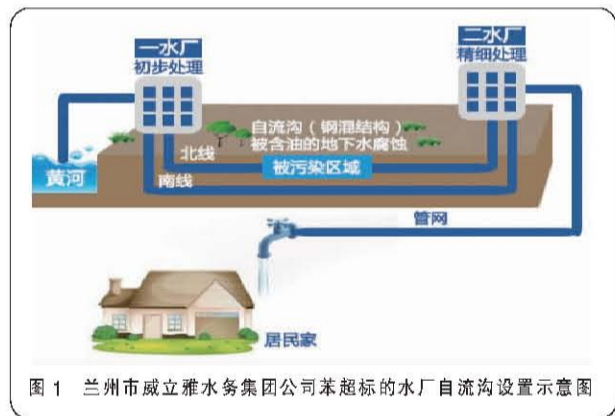 一水厂
初步处理
二水厂
精细处理
自流沟（钢混结构）
被含油的地下水腐蚀
北线
被污染区域
黄河
南线
管网
居民家
图 1 兰州市威立雅水务集团公司苯超标的水厂自流沟设置示意图